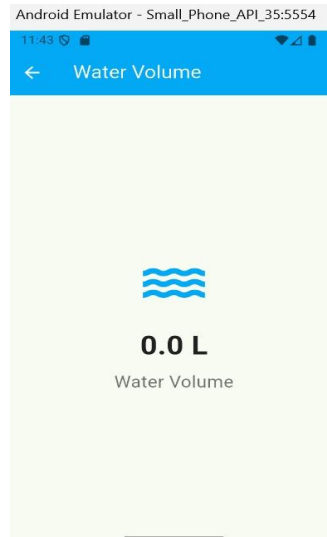 Android Emulator - Small_Phone_API_35:5554
11:43
Water Volume
0.0 L
Water Volume